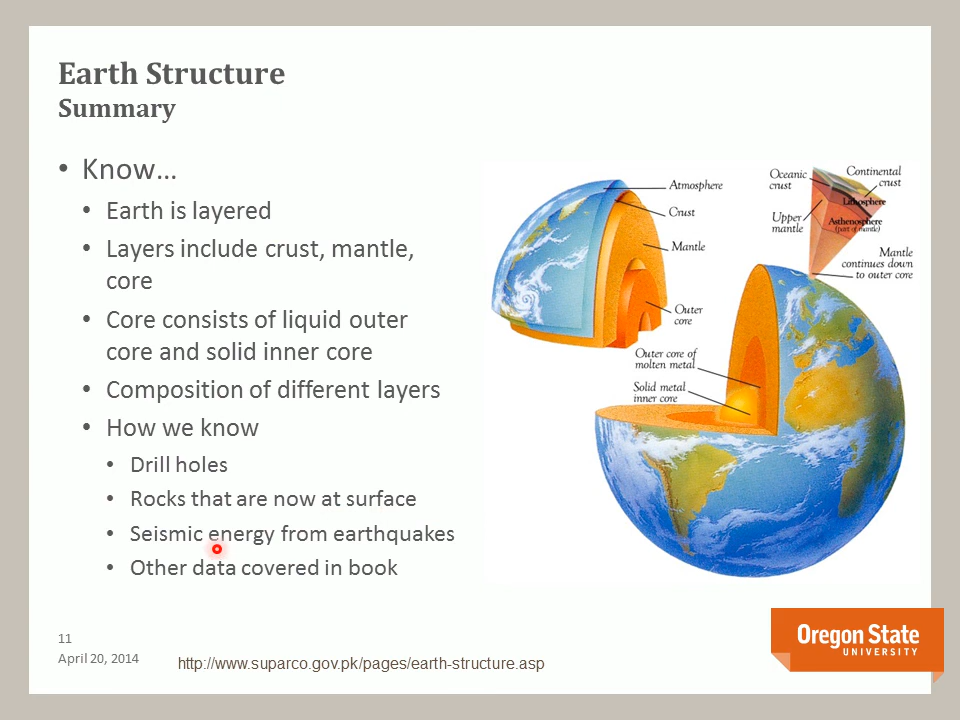 Earth Structure
Summary
• Know…
• Earth is layered
• Layers include crust, mantle,
core
• Core consists of liquid outer
core and solid inner core
• Composition of different layers
• How we know
• Drill holes
• Rocks that are now at surface
• Seismic energy from earthquakes
• Other data covered in book
Atmosphere
Crust
Mantle
Outer
core
Oceanic
crust
Continental
crust
Lithosphere
Upper
mantle
Asthenosphere
(part of mantle)
Mantle
continues down
to outer core
Outer core of
molten metal
Solid metal
inner core
11
April 20, 2014
http://www.suparco.gov.pk/pages/earth-structure.asp
Oregon State
UNIVERSITY